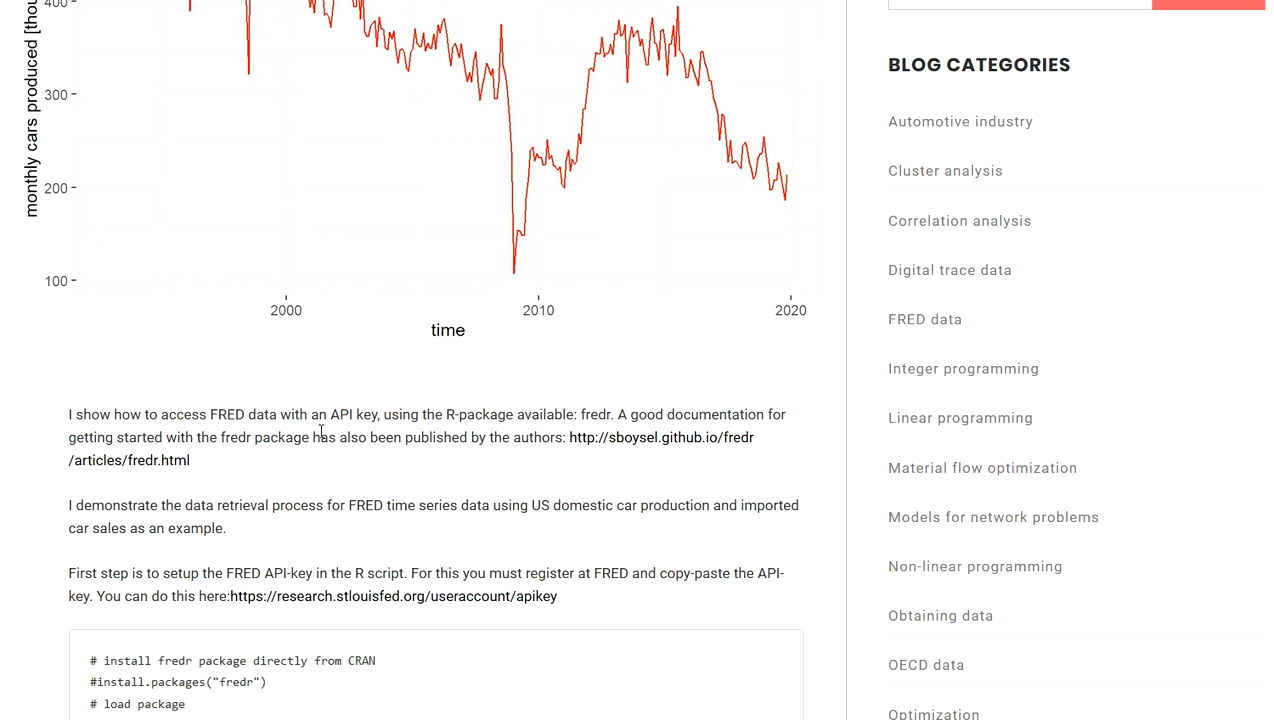 400
monthly cars produced [thou
300
200
100
2000
2010
2020
time
I show how to access FRED data with an API key, using the R-package available: fredr. A good documentation for
getting started with the fredr package has also been published by the authors: http://sboysel.github.io/fredr
/articles/fredr.html
I demonstrate the data retrieval process for FRED time series data using US domestic car production and imported
car sales as an example.
First step is to setup the FRED API-key in the R script. For this you must register at FRED and copy-paste the API-
key. You can do this here:https://research.stlouisfed.org/useraccount/apikey
# install fredr package directly from CRAN
#install.packages("fredr")
# load package
BLOG CATEGORIES
Automotive industry
Cluster analysis
Correlation analysis
Digital trace data
FRED data
Integer programming
Linear programming
Material flow optimization
Models for network problems
Non-linear programming
Obtaining data
OECD data
Optimization